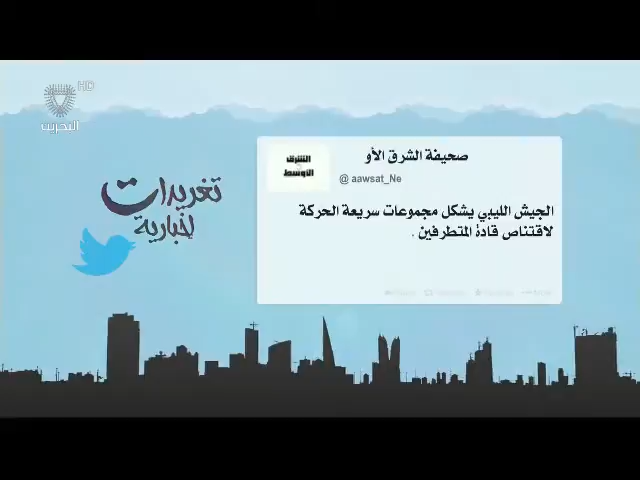 HD
البحرين
تغريدات
إخبارية
صحيفة الشرق الأو
الشرق
الأوسط
@ aawsat_Ne
الجيش الليبي يشكل مجموعات سريعة الحركة
لاقتناص قادة المتطرفين .